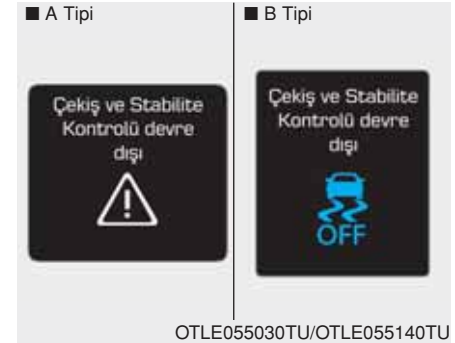 ■ A Tipi
Çekiş ve Stabilite
Kontrolü devre
dışı
■ B Tipi
Çekiş ve Stabilite
Kontrolü devre
dışı
OFF
OTLE055030TU/OTLE055140TU